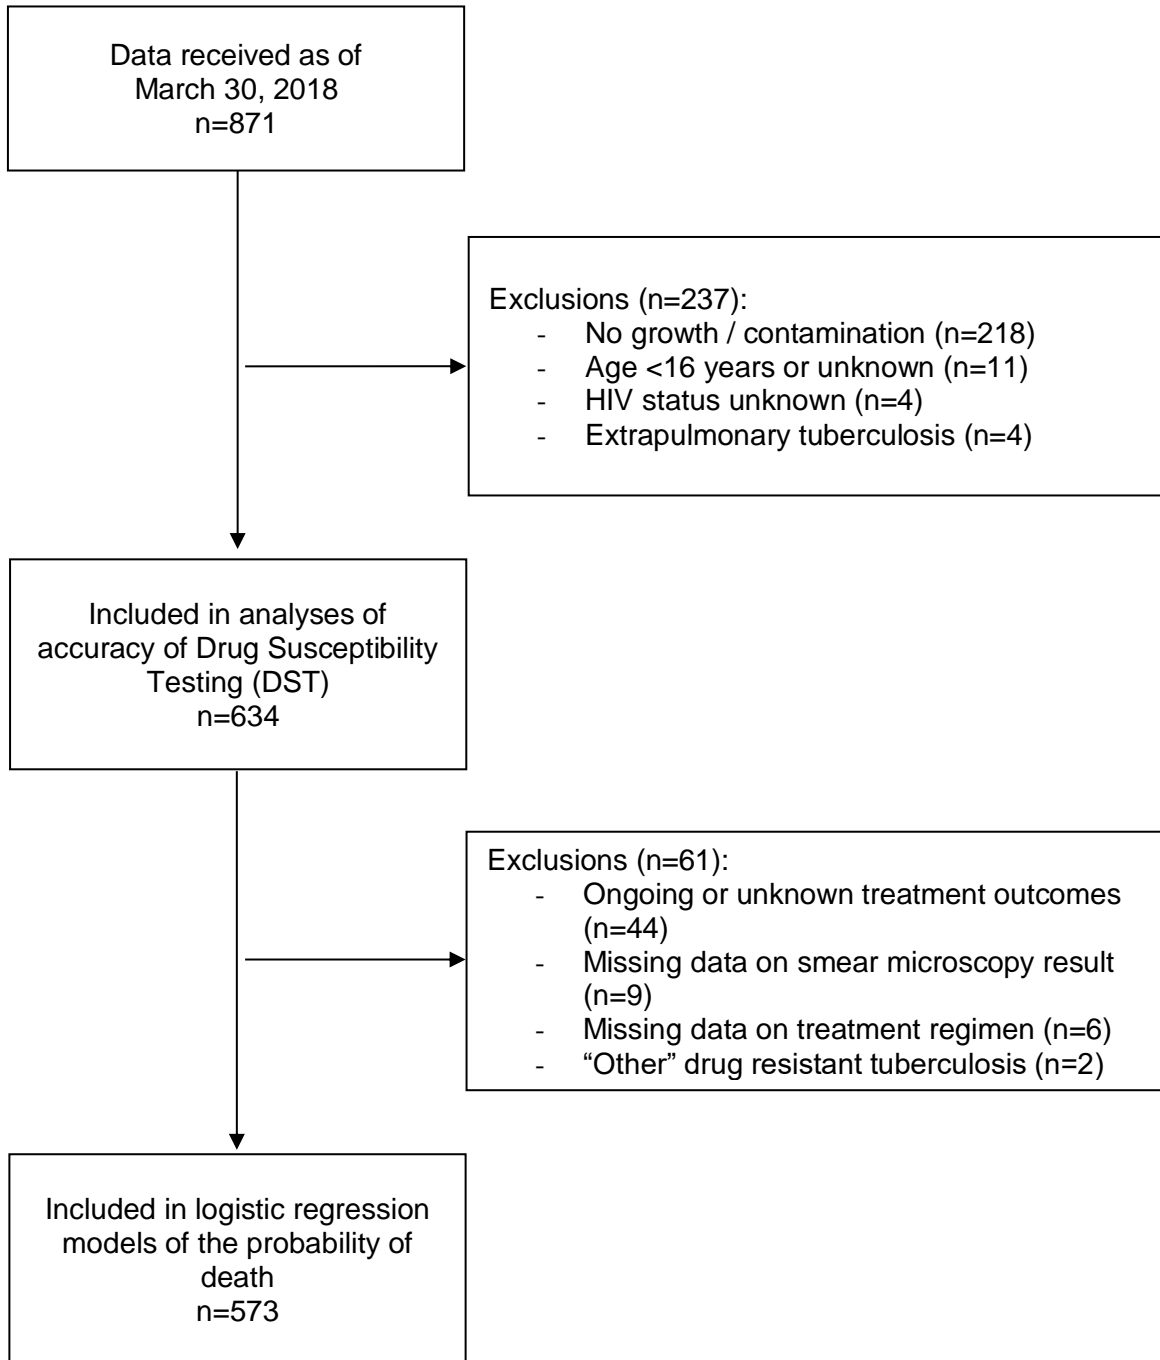 Data received as of
March 30, 2018
n=871
Exclusions (n=237):
- No growth / contamination (n=218)
- Age <16 years or unknown (n=11)
- HIV status unknown (n=4)
- Extrapulmonary tuberculosis (n=4)
Included in analyses of
accuracy of Drug Susceptibility
Testing (DST)
n=634
Exclusions (n=61):
- Ongoing or unknown treatment outcomes
(n=44)
- Missing data on smear microscopy result
(n=9)
- Missing data on treatment regimen (n=6)
- “Other” drug resistant tuberculosis (n=2)
Included in logistic regression
models of the probability of
death
n=573